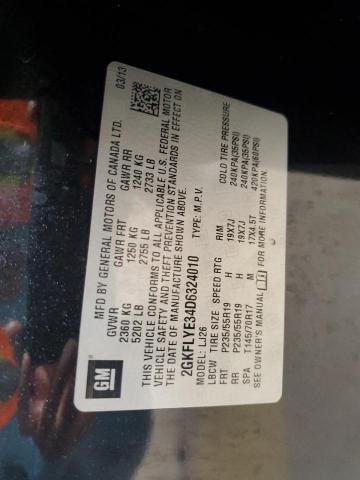 GM
MFD BY GENERAL MOTORS OF CANADA LTD. 03/13
GVWR GAWR FRT GAWR RR
2360 KG 1250 KG 1240 KG
5202 LB 2755 LB 2733 LB
THIS VEHICLE CONFORMS TO ALL APPLICABLE U.S. FEDERAL MOTOR
VEHICLE SAFETY AND THEFT PREVENTION STANDARDS IN EFFECT ON
THE DATE OF MANUFACTURE SHOWN ABOVE.
2GKFLYE34D6324010 TYPE: M.P.V.
MODEL: LJ26
LBCW TIRE SIZE SPEED RTG RIM COLD TIRE PRESSURE
FRT P235/55R19 H 19X7J 240KPA(35PSI)
RR P235/55R19 H 19X7J 240KPA(35PSI)
SPA T145/70R17 M 17X4.5T 420KPA(60PSI)
SEE OWNER'S MANUAL FOR MORE INFORMATION.